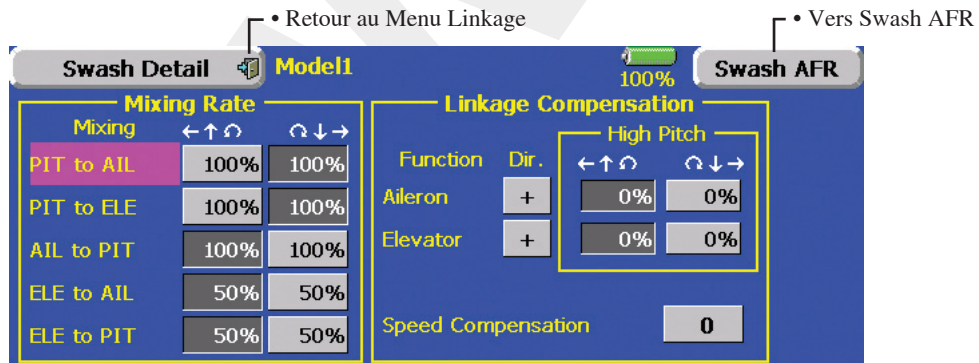 • Retour au Menu Linkage
• Vers Swash AFR
Swash Detail Model1 100% Swash AFR
Mixing Rate
Mixing ←↑↶ ↷↓→
PIT to AIL 100% 100%
PIT to ELE 100% 100%
AIL to PIT 100% 100%
ELE to AIL 50% 50%
ELE to PIT 50% 50%
Linkage Compensation
High Pitch
Function Dir. ←↑↶ ↷↓→
Aileron + 0% 0%
Elevator + 0% 0%
Speed Compensation 0